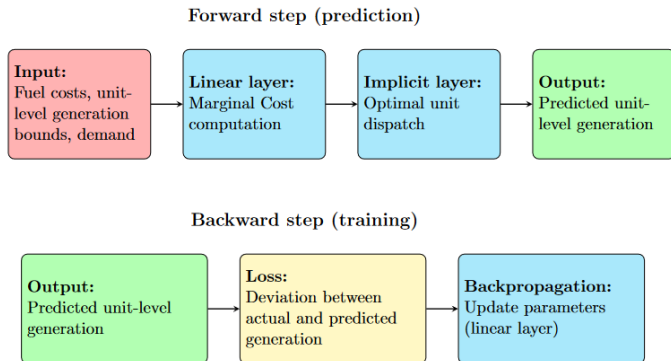 Forward step (prediction)
Input:
Fuel costs, unit-
level generation
bounds, demand
Linear layer:
Marginal Cost
computation
Implicit layer:
Optimal unit
dispatch
Output:
Predicted unit-
level generation
Backward step (training)
Output:
Predicted unit-level
generation
Loss:
Deviation between
actual and predicted
generation
Backpropagation:
Update parameters
(linear layer)